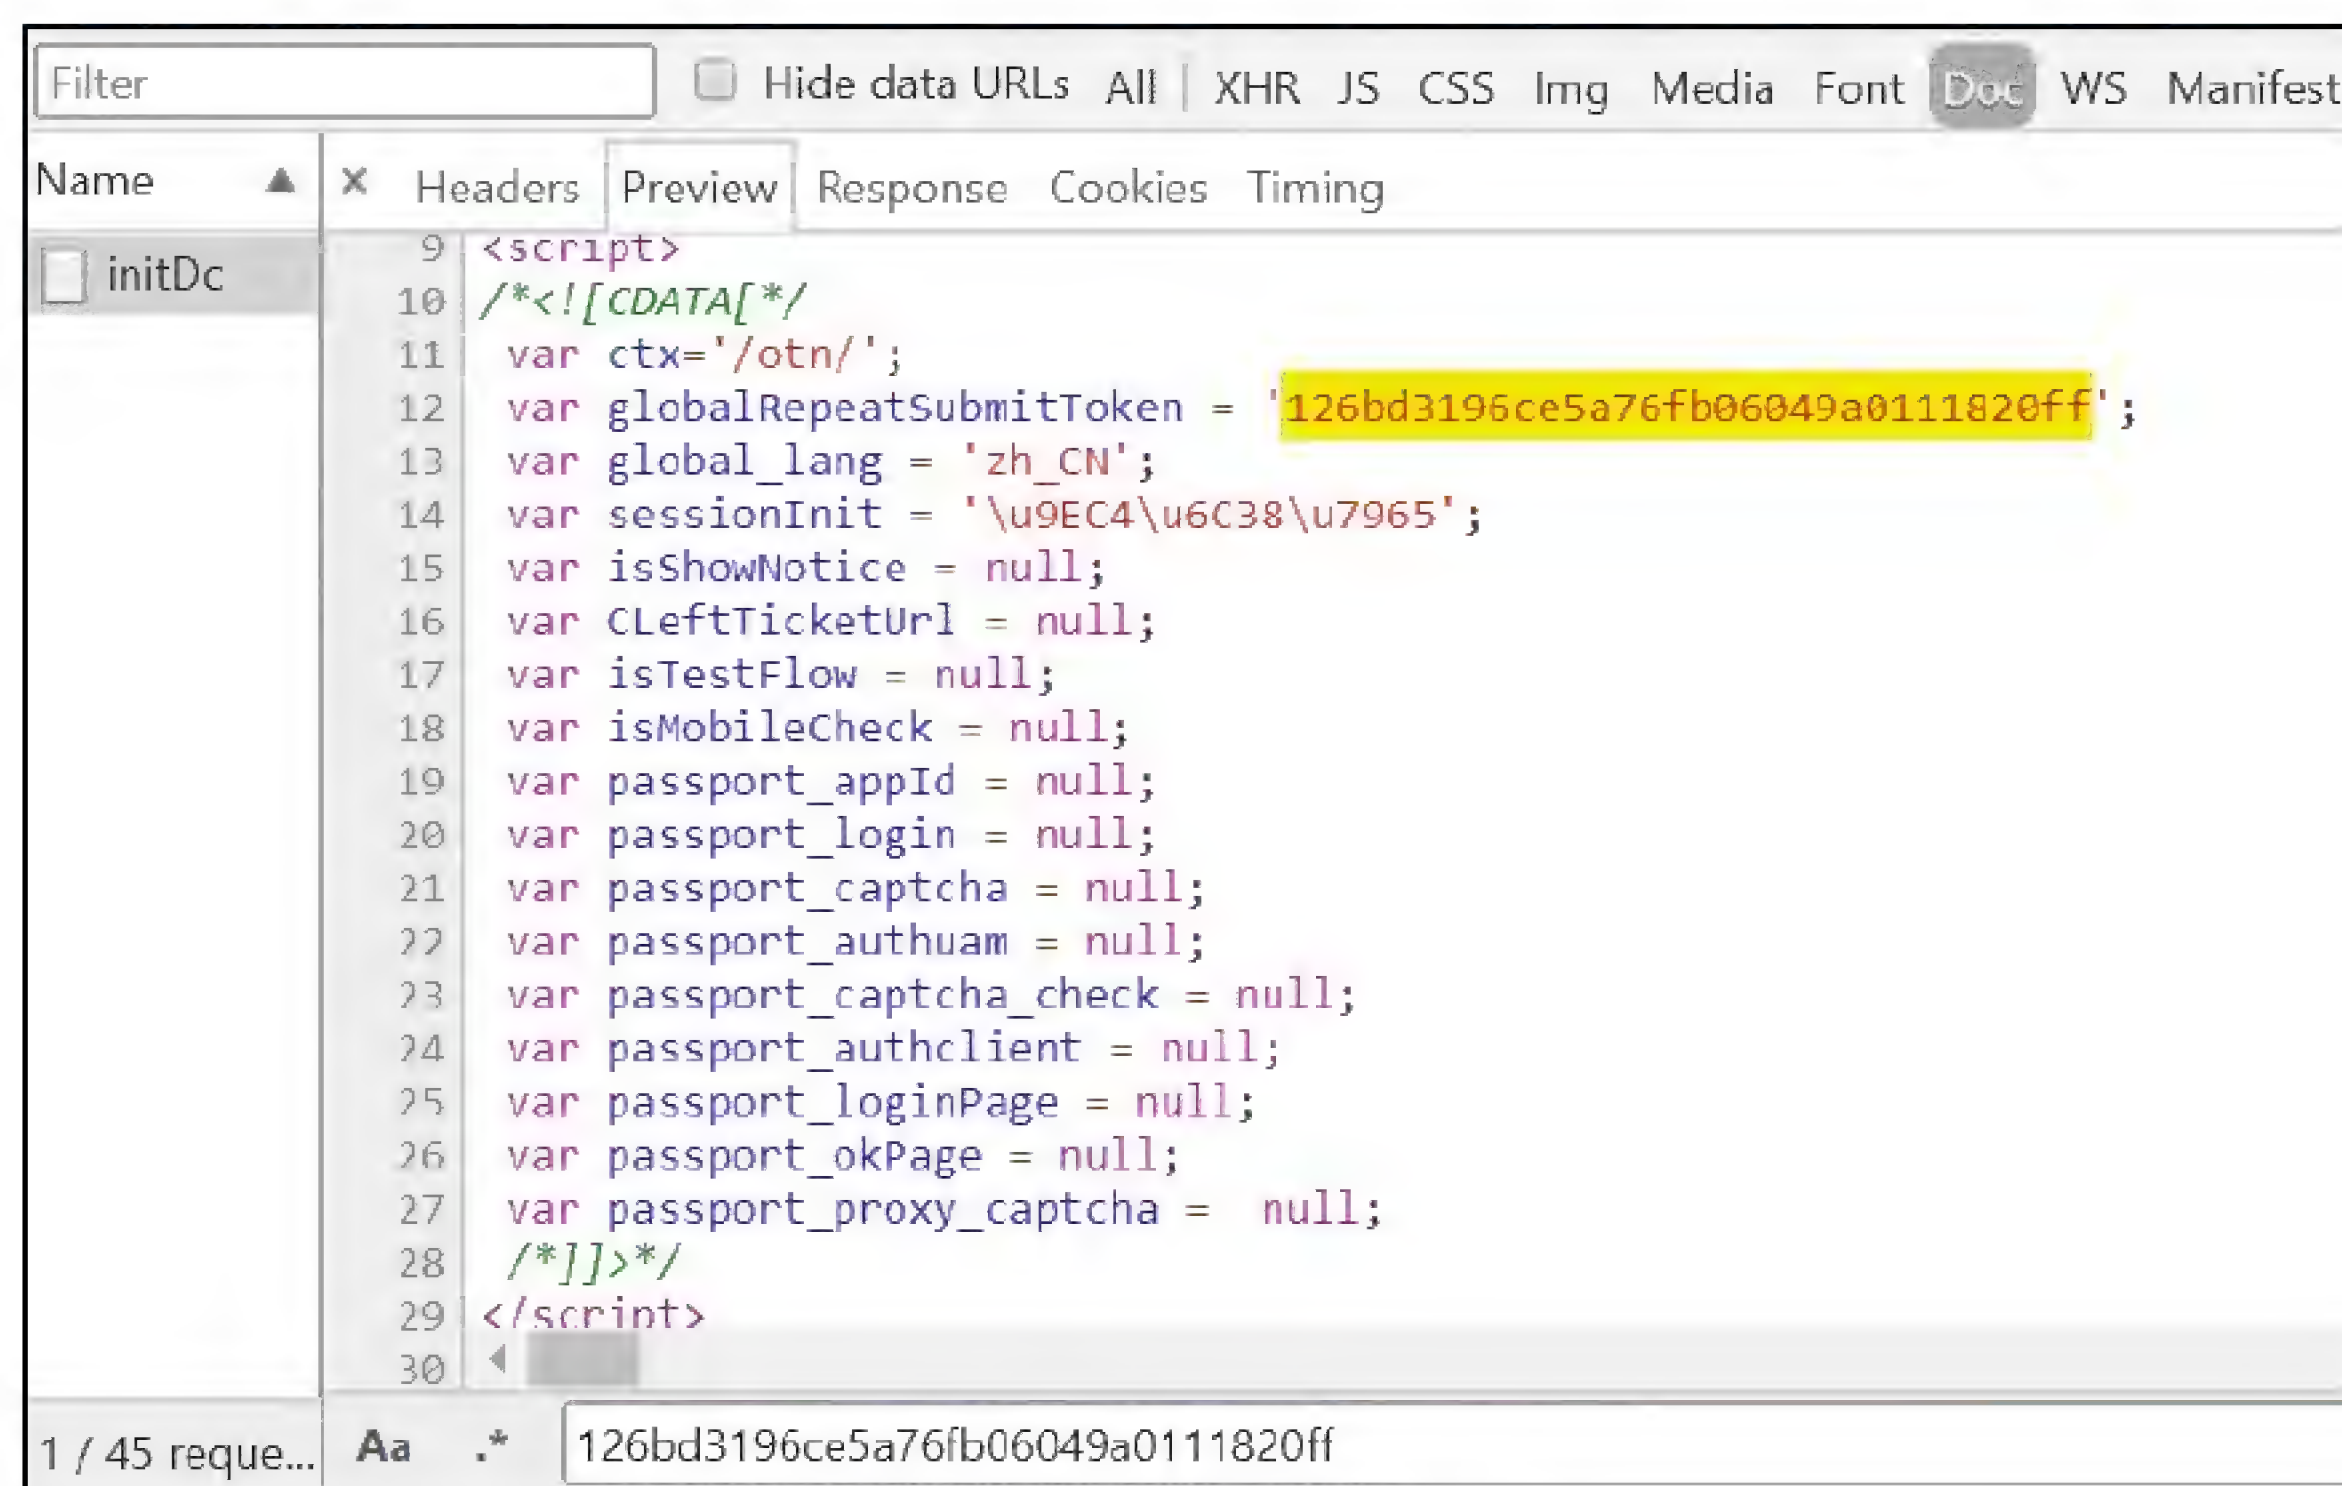 Filter Hide data URLs All XHR JS CSS Img Media Font Doc WS Manifest
Name ▲ × Headers Preview Response Cookies Timing
initDc
9 <script>
10 /*<![CDATA[*/
11 var ctx='/otn/';
12 var globalRepeatSubmitToken = '126bd3196ce5a76fb06049a0111820ff';
13 var global_lang = 'zh_CN';
14 var sessionInit = '\u9EC4\u6C38\u7965';
15 var isShowNotice = null;
16 var CLeftTicketUrl = null;
17 var isTestFlow = null;
18 var isMobileCheck = null;
19 var passport_appId = null;
20 var passport_login = null;
21 var passport_captcha = null;
22 var passport_authuam = null;
23 var passport_captcha_check = null;
24 var passport_authclient = null;
25 var passport_loginPage = null;
26 var passport_okPage = null;
27 var passport_proxy_captcha =  null;
28 /*]]>*/
29 </script>
30
1 / 45 reque... Aa .* 126bd3196ce5a76fb06049a0111820ff